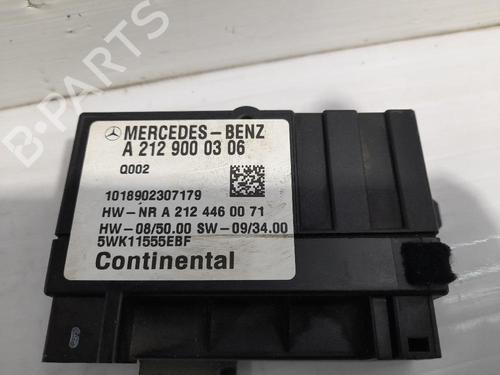 MERCEDES-BENZ
A 212 900 03 06
Q002
1018902307179
HW-NR A 212 446 00 71
HW-08/50.00 SW-09/34.00
5WK11555EBF
Continental